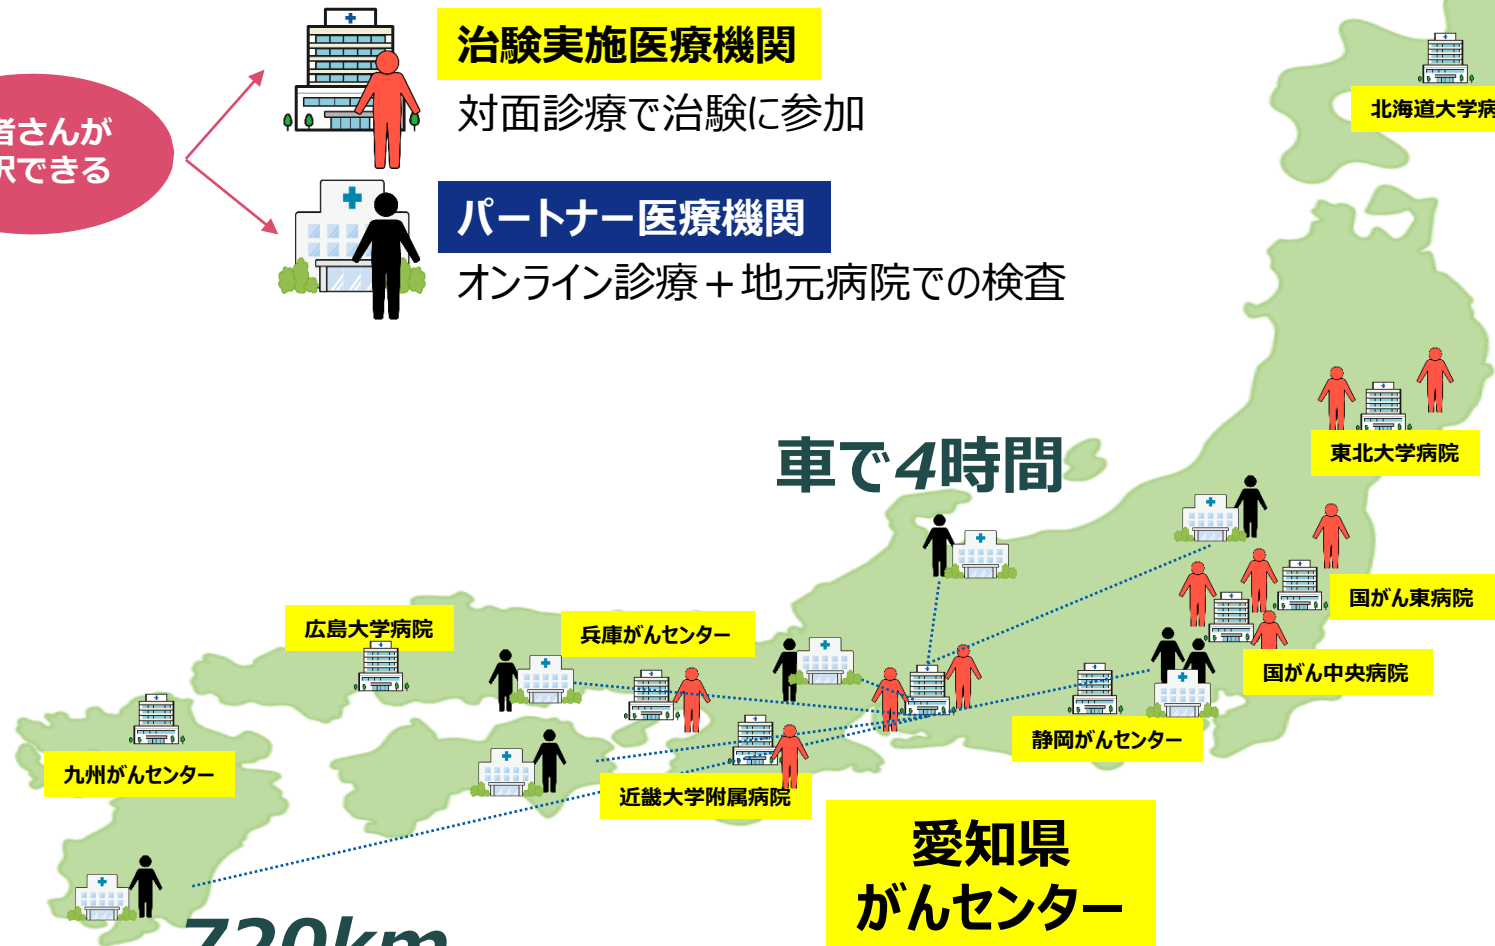 治験実施医療機関
対面診療で治験に参加
者さんが
択できる
パートナー医療機関
オンライン診療+地元病院での検査
北海道大学病
車で4時間
東北大学病院
国がん東病院
国がん中央病院
広島大学病院
兵庫がんセンター
静岡がんセンター
九州がんセンター
近畿大学附属病院
愛知県
がんセンター
720km